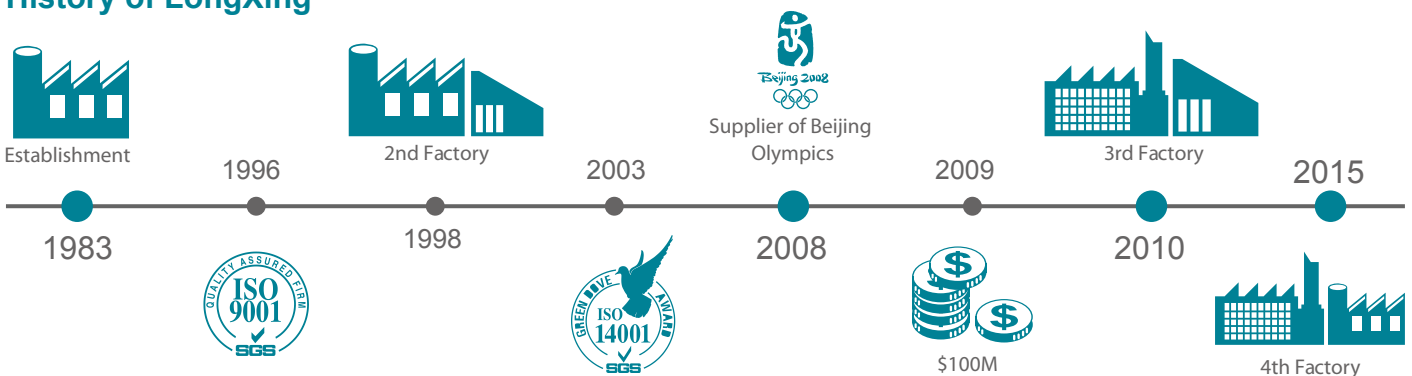 History of LongXing
Beijing 2008
Supplier of Beijing
Olympics
Establishment
2nd Factory
3rd Factory
1996
2003
2009
2015
1983
1998
2008
2010
QUALITY ASSURED FIRM
ISO
9001
SGS
GREEN DOVE AWARD
ISO
14001
SGS
$
$
$100M
4th Factory